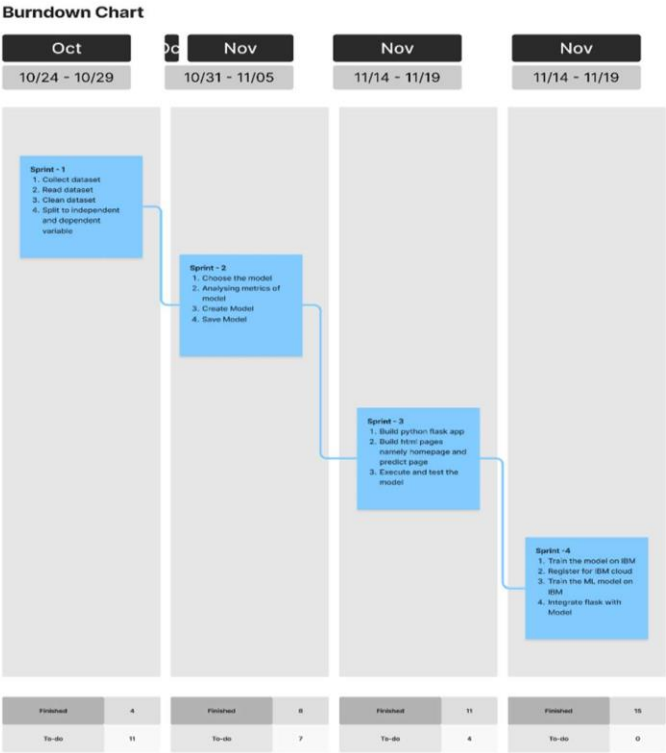 Burndown Chart
Oct
Oc
Nov
Nov
Nov
10/24 - 10/29
10/31 - 11/05
11/14 - 11/19
11/14 - 11/19
Sprint - 1
1. Collect dataset
2. Read dataset
3. Clean dataset
4. Split to independent
and dependent
variable
Sprint - 2
1. Choose the model
2. Analysing metrics of
model
3. Create Model
4. Save Model
Sprint - 3
1. Build python flask app
2. Build html pages
namely homepage and
predict page
3. Execute and test the
model
Sprint -4
1. Train the model on IBM
2. Register for IBM cloud
3. Train the ML model on
IBM
4. Integrate flask with
Model
Finished 4
To-do 11
Finished 8
To-do 7
Finished 11
To-do 4
Finished 15
To-do 0